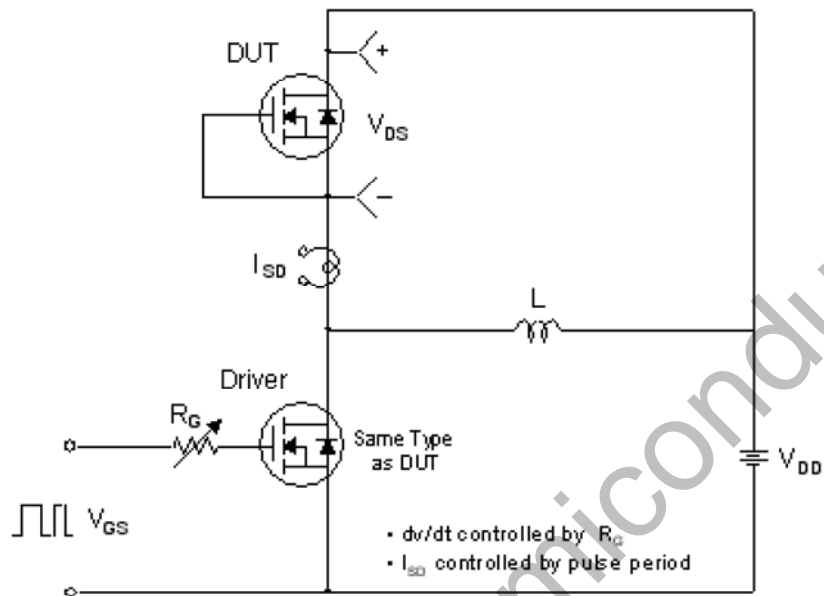 DUT
+
V_DS
−
I_SD
L
Driver
R_G
Same Type
as DUT
V_DD
V_GS
• dv/dt controlled by R_G
• I_SD controlled by pulse period